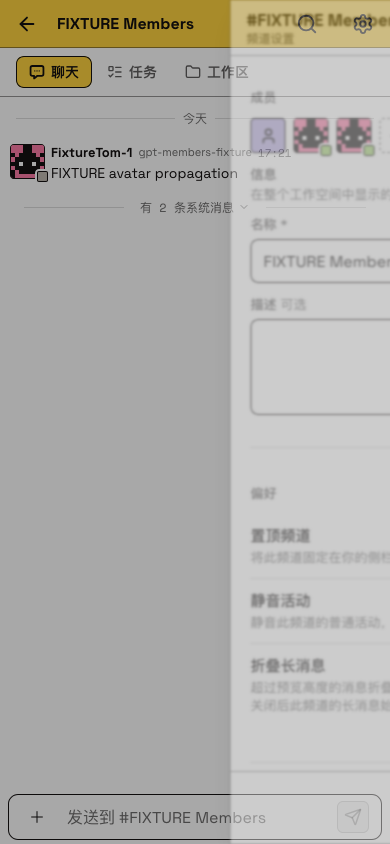 FIXTURE Members
#FIXTURE Membe
频道设置
聊天
任务
工作区
成员
今天
FixtureTom-1 gpt-members-fixture 17:21
FIXTURE avatar propagation
信息
在整个工作空间中显示的
有 2 条系统消息
名称 *
FIXTURE Member
描述 可选
偏好
置顶频道
将此频道固定在你的侧栏
静音活动
静音此频道的普通活动,
折叠长消息
超过预览高度的消息折叠
关闭后此频道的长消息始
发送到 #FIXTURE Members